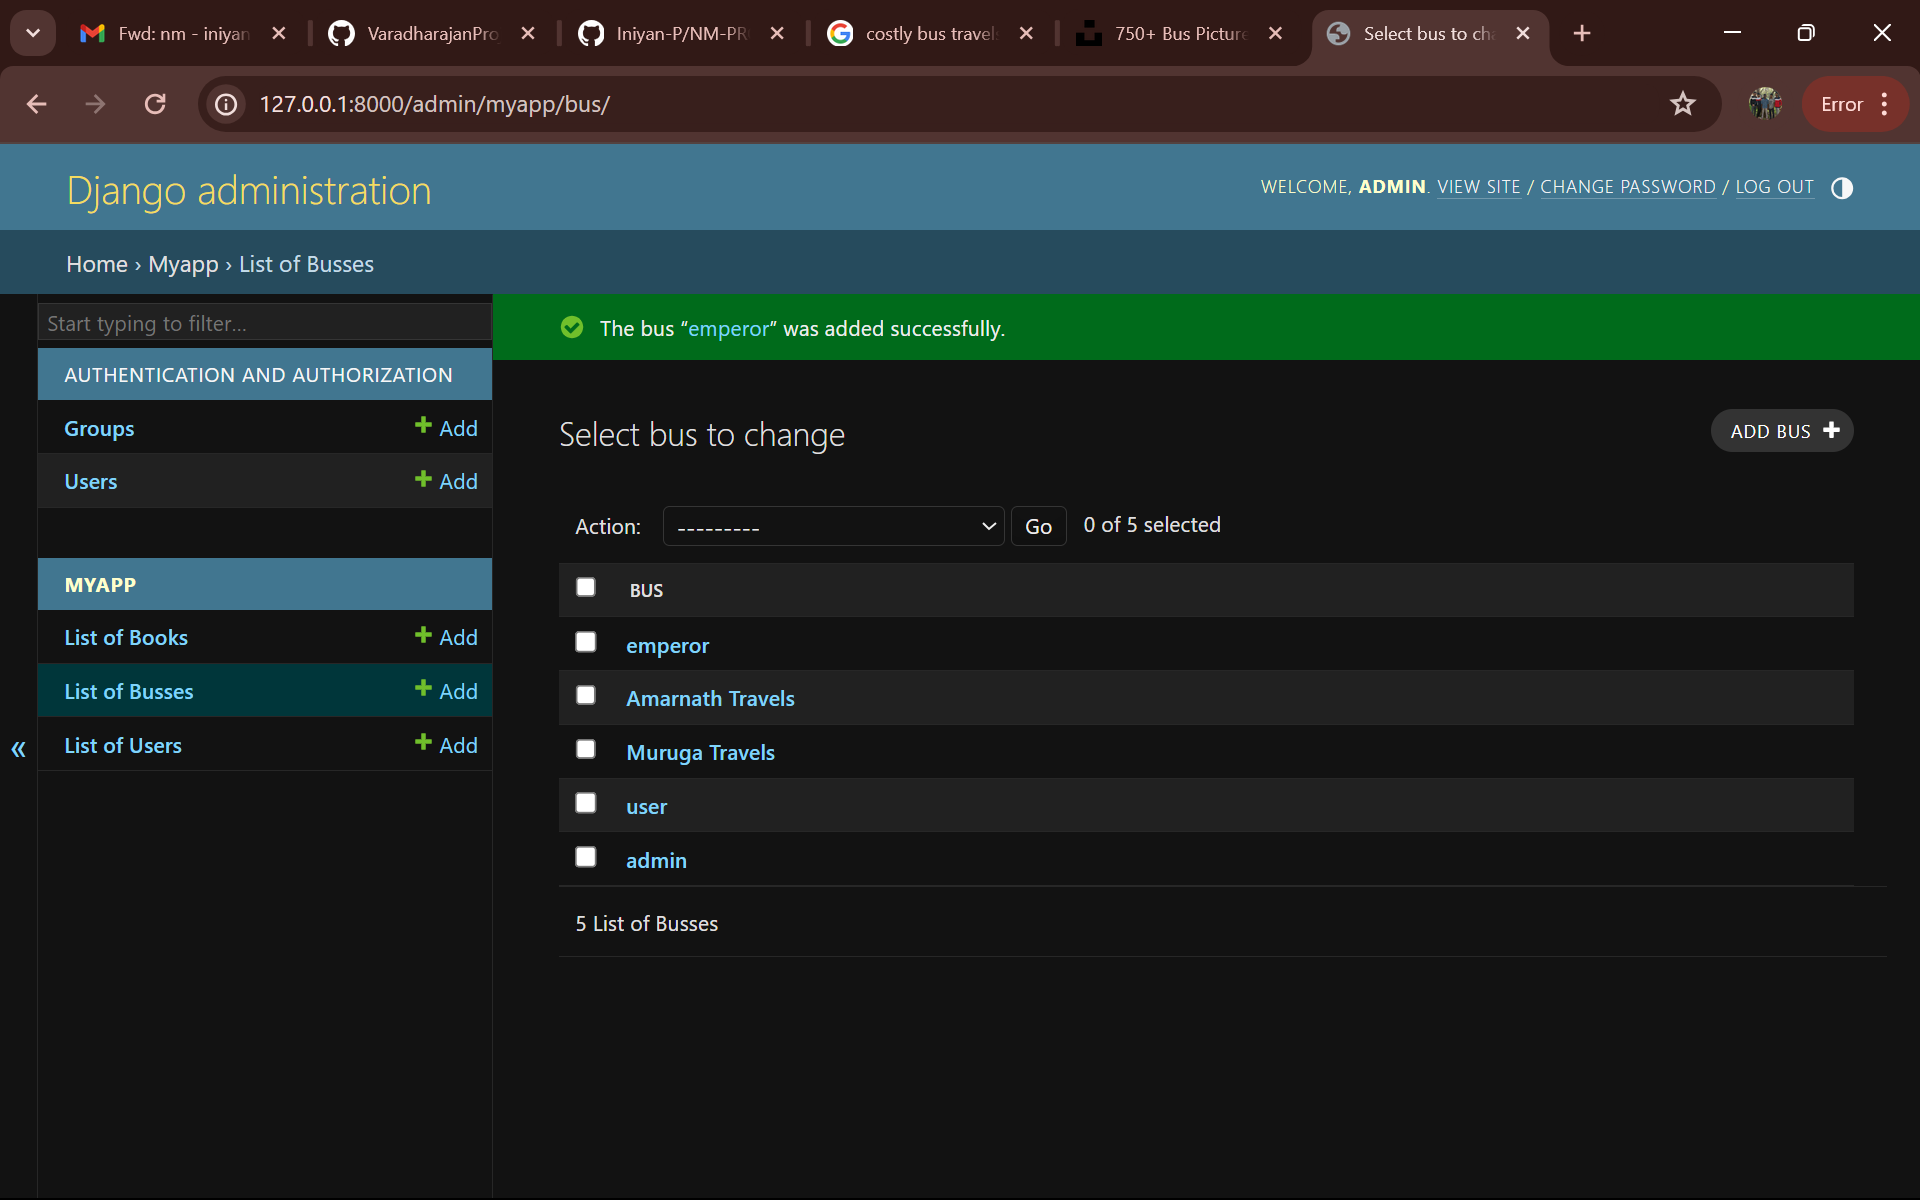 Fwd: nm - iniyan
VaradharajanPro
Iniyan-P/NM-PR
costly bus travels
750+ Bus Picture
Select bus to cha
127.0.0.1:8000/admin/myapp/bus/
Error
Django administration
WELCOME, ADMIN. VIEW SITE / CHANGE PASSWORD / LOG OUT
Home › Myapp › List of Busses
Start typing to filter...
The bus “emperor” was added successfully.
AUTHENTICATION AND AUTHORIZATION
Groups Add
Users Add
MYAPP
List of Books Add
List of Busses Add
List of Users Add
«
Select bus to change
ADD BUS
Action: --------- Go 0 of 5 selected
BUS
emperor
Amarnath Travels
Muruga Travels
user
admin
5 List of Busses